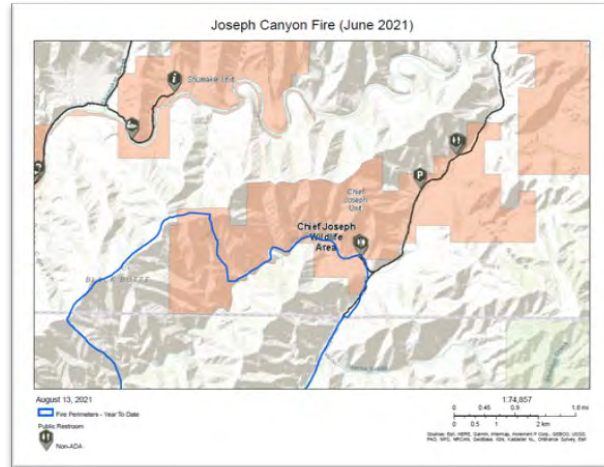 Joseph Canyon Fire (June 2021)
Shumake Unit
Chief
Joseph
Unit
Chief Joseph
Wildlife
Area
P
August 13, 2021
Fire Perimeters - Year To Date
Public Restroom
Non-ADA
1:74,857
0 0.45 0.9 1.8 mi
0 1 2 km